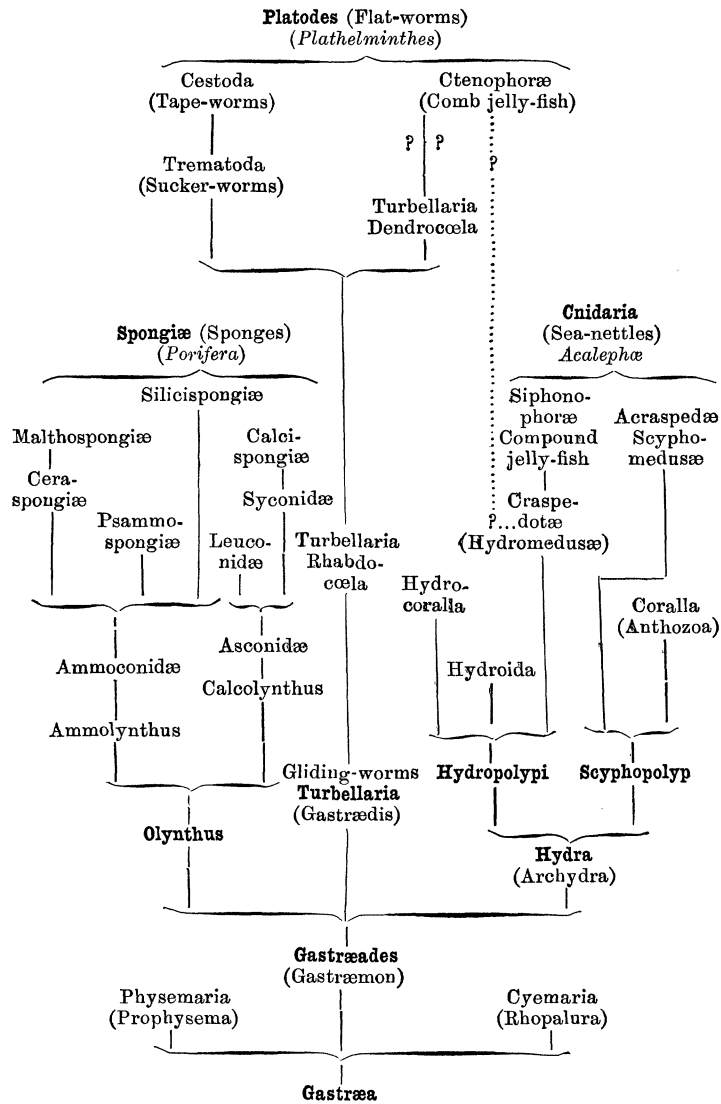 Platodes (Flat-worms)
(Plathelminthes)
Cestoda
(Tape-worms)
Ctenophoræ
(Comb jelly-fish)
? ?
?
Trematoda
(Sucker-worms)
Turbellaria
Dendrocœla
Spongiæ (Sponges)
(Porifera)
Cnidaria
(Sea-nettles)
Acalephæ
Silicispongiæ
Malthospongiæ
Cera-
spongiæ
Psammo-
spongiæ
Calci-
spongiæ
Syconidæ
Leuco-
nidæ
Turbellaria
Rhabdo-
cœla
Siphono-
phoræ
Compound
jelly-fish
Acraspedæ
Scypho-
medusæ
Craspe-
?...dotæ
(Hydromedusæ)
Hydro-
coralla
Coralla
(Anthozoa)
Hydroida
Ammoconidæ
Ammolynthus
Asconidæ
Calcolynthus
Gliding-worms
Turbellaria
(Gastrædis)
Hydropolypi
Scyphopolyp
Olynthus
Hydra
(Archydra)
Gastræades
(Gastræmon)
Physemaria
(Prophysema)
Cyemaria
(Rhopalura)
Gastræa